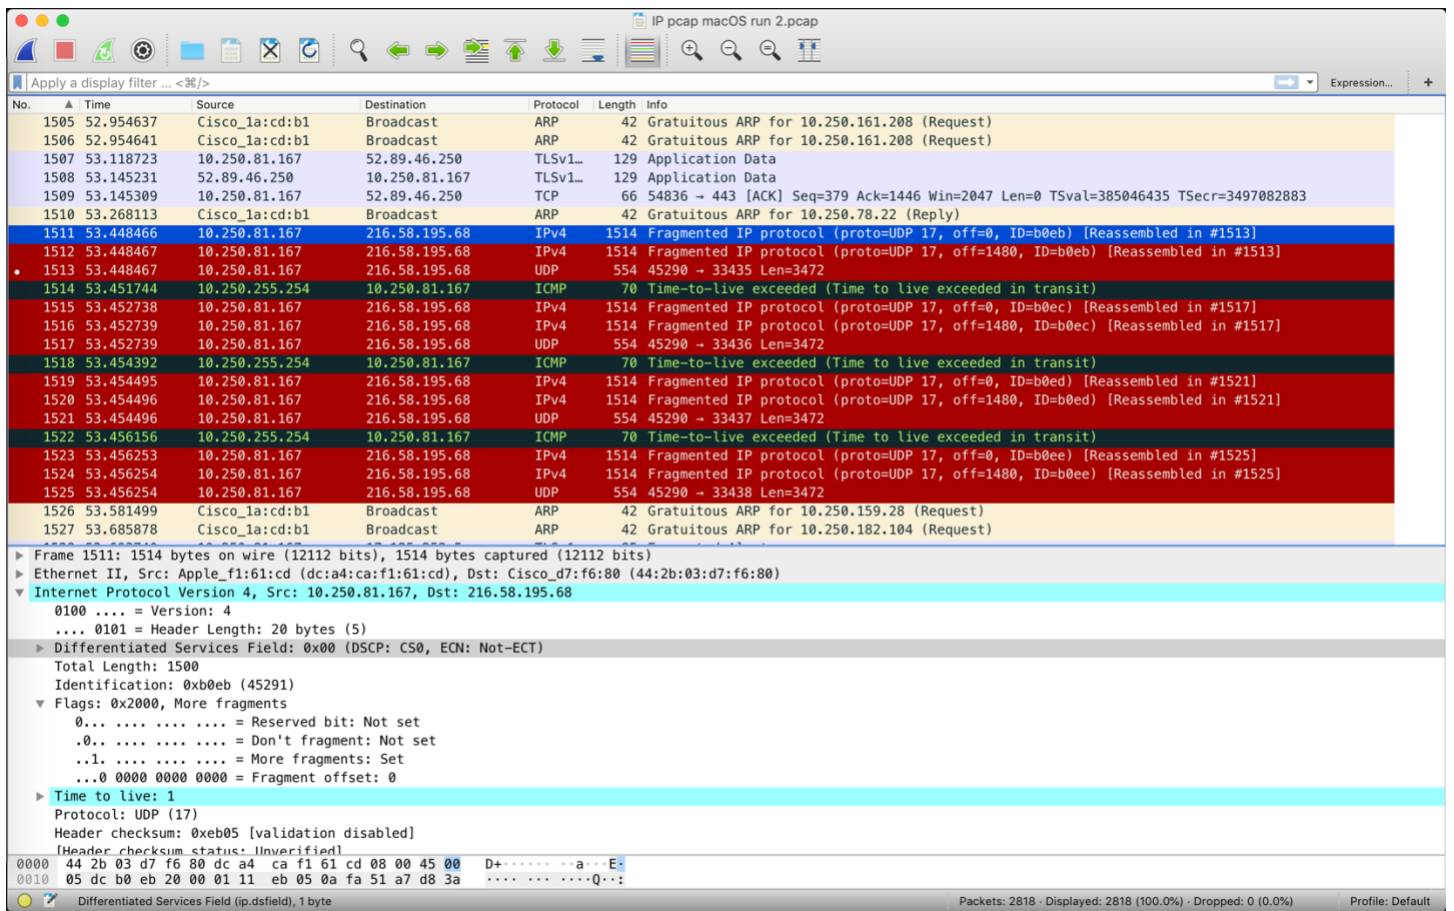 IP pcap macOS run 2.pcap
Apply a display filter ... <⌘/>
Expression...
+
No. Time Source Destination Protocol Length Info
1505 52.954637 Cisco_1a:cd:b1 Broadcast ARP 42 Gratuitous ARP for 10.250.161.208 (Request)
1506 52.954641 Cisco_1a:cd:b1 Broadcast ARP 42 Gratuitous ARP for 10.250.161.208 (Request)
1507 53.118723 10.250.81.167 52.89.46.250 TLSv1… 129 Application Data
1508 53.145231 52.89.46.250 10.250.81.167 TLSv1… 129 Application Data
1509 53.145309 10.250.81.167 52.89.46.250 TCP 66 54836 → 443 [ACK] Seq=379 Ack=1446 Win=2047 Len=0 TSval=385046435 TSecr=3497082883
1510 53.268113 Cisco_1a:cd:b1 Broadcast ARP 42 Gratuitous ARP for 10.250.78.22 (Reply)
1511 53.448466 10.250.81.167 216.58.195.68 IPv4 1514 Fragmented IP protocol (proto=UDP 17, off=0, ID=b0eb) [Reassembled in #1513]
1512 53.448467 10.250.81.167 216.58.195.68 IPv4 1514 Fragmented IP protocol (proto=UDP 17, off=1480, ID=b0eb) [Reassembled in #1513]
1513 53.448467 10.250.81.167 216.58.195.68 UDP 554 45290 → 33435 Len=3472
1514 53.451744 10.250.255.254 10.250.81.167 ICMP 70 Time-to-live exceeded (Time to live exceeded in transit)
1515 53.452738 10.250.81.167 216.58.195.68 IPv4 1514 Fragmented IP protocol (proto=UDP 17, off=0, ID=b0ec) [Reassembled in #1517]
1516 53.452739 10.250.81.167 216.58.195.68 IPv4 1514 Fragmented IP protocol (proto=UDP 17, off=1480, ID=b0ec) [Reassembled in #1517]
1517 53.452739 10.250.81.167 216.58.195.68 UDP 554 45290 → 33436 Len=3472
1518 53.454392 10.250.255.254 10.250.81.167 ICMP 70 Time-to-live exceeded (Time to live exceeded in transit)
1519 53.454495 10.250.81.167 216.58.195.68 IPv4 1514 Fragmented IP protocol (proto=UDP 17, off=0, ID=b0ed) [Reassembled in #1521]
1520 53.454496 10.250.81.167 216.58.195.68 IPv4 1514 Fragmented IP protocol (proto=UDP 17, off=1480, ID=b0ed) [Reassembled in #1521]
1521 53.454496 10.250.81.167 216.58.195.68 UDP 554 45290 → 33437 Len=3472
1522 53.456156 10.250.255.254 10.250.81.167 ICMP 70 Time-to-live exceeded (Time to live exceeded in transit)
1523 53.456253 10.250.81.167 216.58.195.68 IPv4 1514 Fragmented IP protocol (proto=UDP 17, off=0, ID=b0ee) [Reassembled in #1525]
1524 53.456254 10.250.81.167 216.58.195.68 IPv4 1514 Fragmented IP protocol (proto=UDP 17, off=1480, ID=b0ee) [Reassembled in #1525]
1525 53.456254 10.250.81.167 216.58.195.68 UDP 554 45290 → 33438 Len=3472
1526 53.581499 Cisco_1a:cd:b1 Broadcast ARP 42 Gratuitous ARP for 10.250.159.28 (Request)
1527 53.685878 Cisco_1a:cd:b1 Broadcast ARP 42 Gratuitous ARP for 10.250.182.104 (Request)
Frame 1511: 1514 bytes on wire (12112 bits), 1514 bytes captured (12112 bits)
Ethernet II, Src: Apple_f1:61:cd (dc:a4:ca:f1:61:cd), Dst: Cisco_d7:f6:80 (44:2b:03:d7:f6:80)
Internet Protocol Version 4, Src: 10.250.81.167, Dst: 216.58.195.68
0100 .... = Version: 4
.... 0101 = Header Length: 20 bytes (5)
Differentiated Services Field: 0x00 (DSCP: CS0, ECN: Not-ECT)
Total Length: 1500
Identification: 0xb0eb (45291)
Flags: 0x2000, More fragments
0... .... .... .... = Reserved bit: Not set
.0.. .... .... .... = Don't fragment: Not set
..1. .... .... .... = More fragments: Set
...0 0000 0000 0000 = Fragment offset: 0
Time to live: 1
Protocol: UDP (17)
Header checksum: 0xeb05 [validation disabled]
[Header checksum status: Unverified]
0000 44 2b 03 d7 f6 80 dc a4 ca f1 61 cd 08 00 45 00 D+······ ··a···E·
0010 05 dc b0 eb 20 00 01 11 eb 05 0a fa 51 a7 d8 3a ···· ··· ····Q··:
Differentiated Services Field (ip.dsfield), 1 byte
Packets: 2818 · Displayed: 2818 (100.0%) · Dropped: 0 (0.0%)
Profile: Default